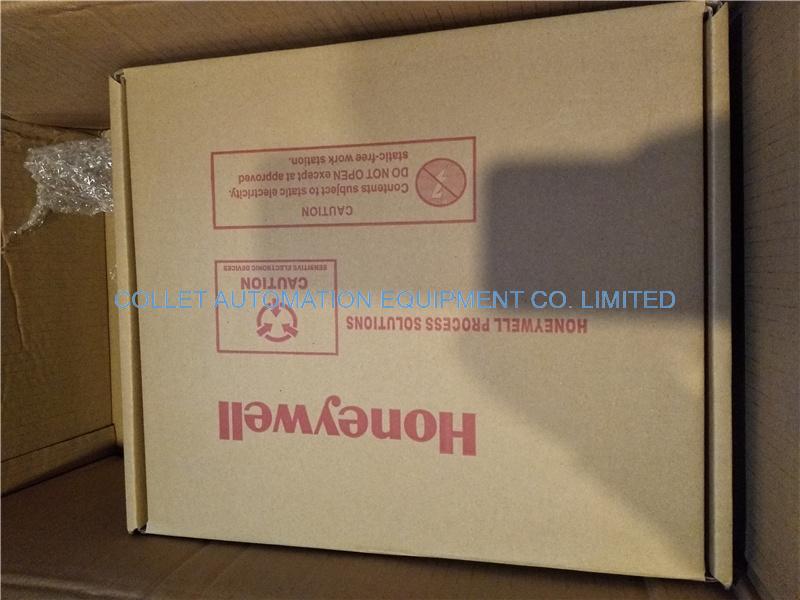 Honeywell
HONEYWELL PROCESS SOLUTIONS
CAUTION
SENSITIVE ELECTRONIC DEVICES
CAUTION
Contents subject to static electricity.
DO NOT OPEN except at approved
static-free work station.
COLLET AUTOMATION EQUIPMENT CO. LIMITED